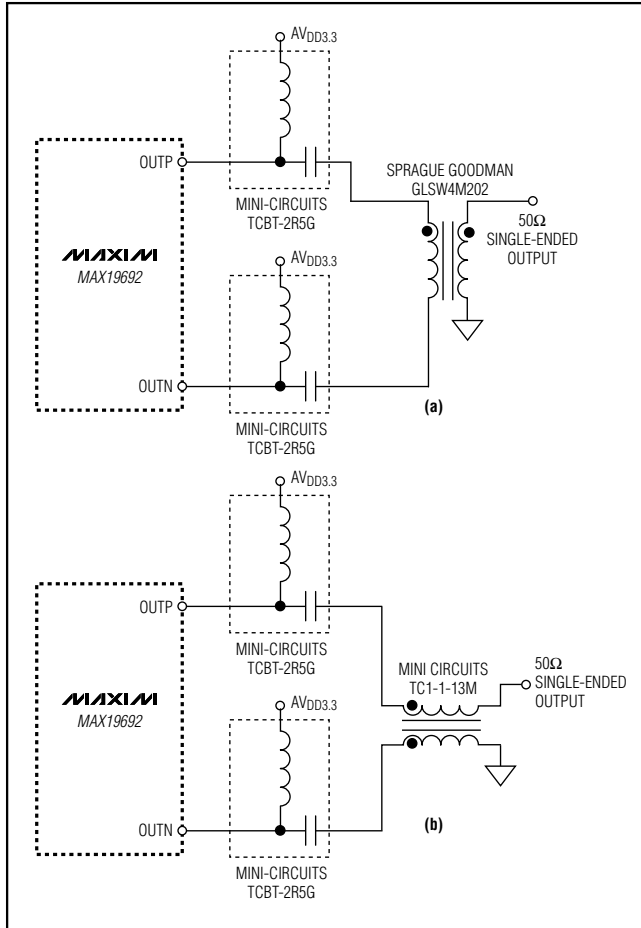 AVDD3.3
OUTP
MINI-CIRCUITS
TCBT-2R5G
SPRAGUE GOODMAN
GLSW4M202
50Ω
SINGLE-ENDED
OUTPUT
MAXIM
MAX19692
AVDD3.3
OUTN
MINI-CIRCUITS
TCBT-2R5G
(a)
AVDD3.3
OUTP
MINI-CIRCUITS
TCBT-2R5G
MINI CIRCUITS
TC1-1-13M
50Ω
SINGLE-ENDED
OUTPUT
MAXIM
MAX19692
AVDD3.3
OUTN
MINI-CIRCUITS
TCBT-2R5G
(b)